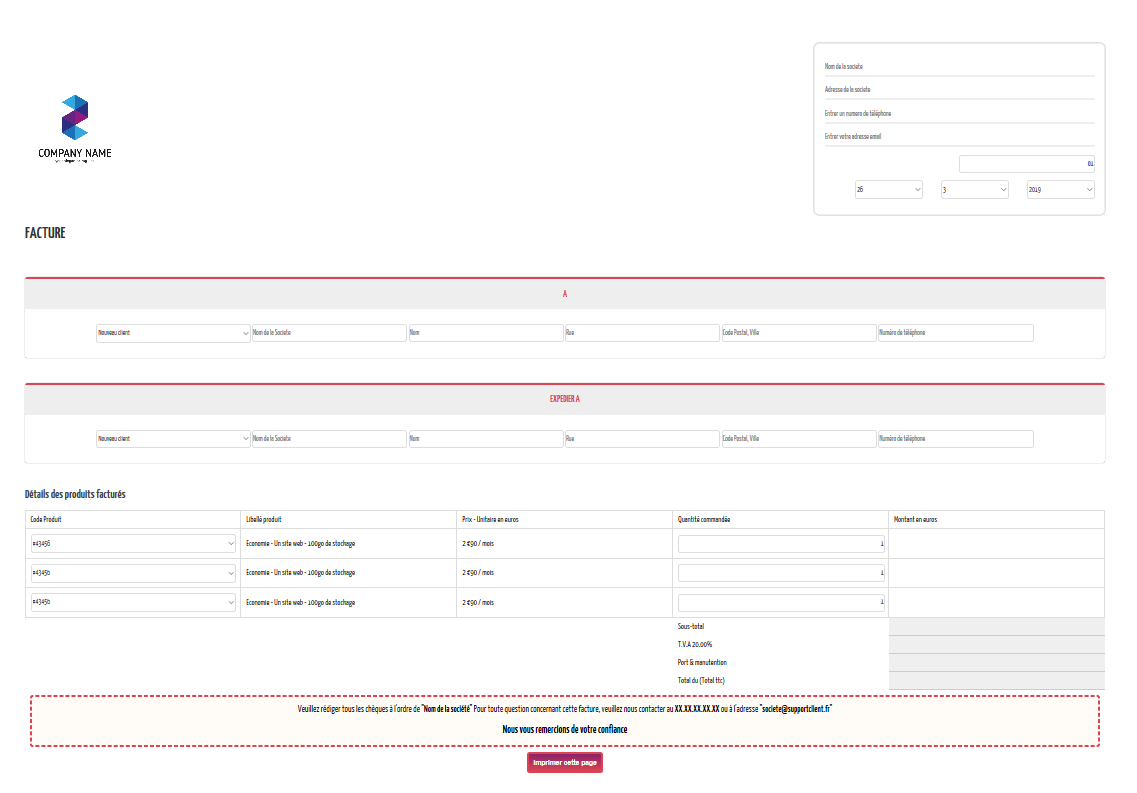 Nom de la societe
Adresse de la societe
Entrer un numero de téléphone
Entrer votre adresse email
01
26 3 2019
COMPANY NAME
FACTURE
A
Nouveau client Nom de la Societe Nom Rue Code Postal, Ville Numéro de téléphone
EXPEDIER A
Nouveau client Nom de la Societe Nom Rue Code Postal, Ville Numéro de téléphone
Détails des produits facturés
Code Produit Libellé produit Prix - Unitaire en euros Quantité commandée Montant en euros
#43456 Economie - Un site web - 100go de stockage 2 €90 / mois 1
#43456 Economie - Un site web - 100go de stockage 2 €90 / mois 1
#43456 Economie - Un site web - 100go de stockage 2 €90 / mois 1
Sous-total
T.V.A 20.00%
Port & manutention
Total du (Total ttc)
Veuillez rédiger tous les chèques à l'ordre de "Nom de la société" Pour toute question concernant cette facture, veuillez nous contacter au XX.XX.XX.XX.XX ou à l'adresse "societe@supportclient.fr"
Nous vous remercions de votre confiance
Imprimer cette page